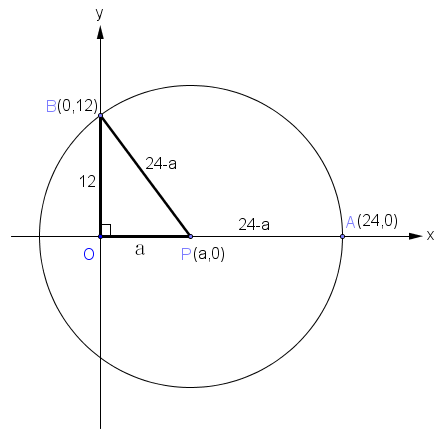 y
B(0,12)
24-a
12
24-a
A(24,0)
x
O
a
P(a,0)